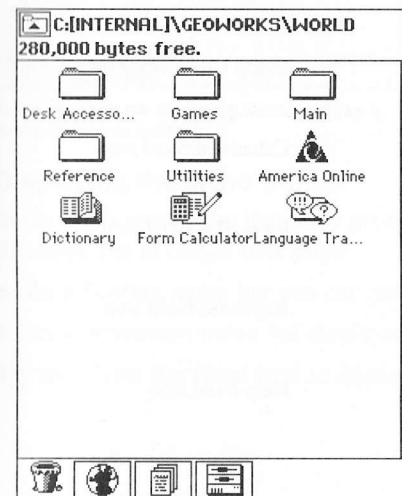 C:[INTERNAL]\GEOWORKS\WORLD
280,000 bytes free.
Desk Accesso... Games Main
Reference Utilities America Online
Dictionary Form Calculator Language Tra...